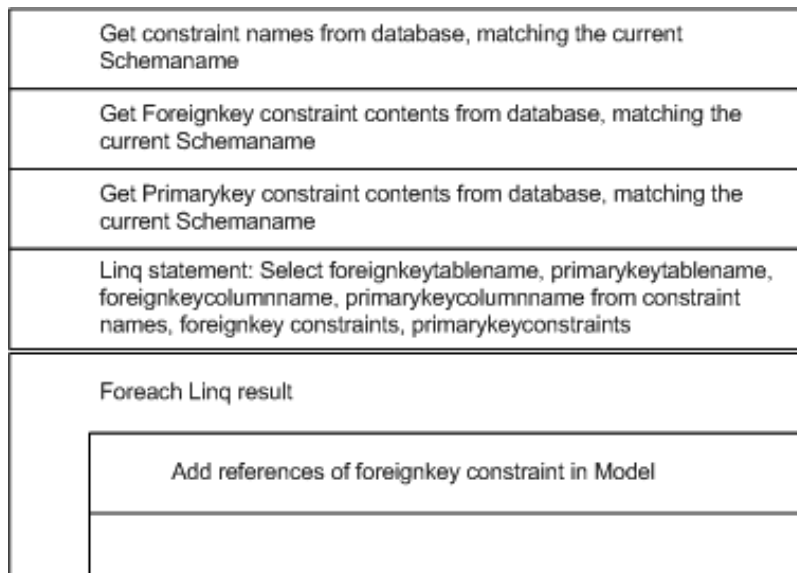 Get constraint names from database, matching the current
Schemaname
Get Foreignkey constraint contents from database, matching the
current Schemaname
Get Primarykey constraint contents from database, matching the
current Schemaname
Linq statement: Select foreignkeytablename, primarykeytablename,
foreignkeycolumnname, primarykeycolumnname from constraint
names, foreignkey constraints, primarykeyconstraints
Foreach Linq result
Add references of foreignkey constraint in Model